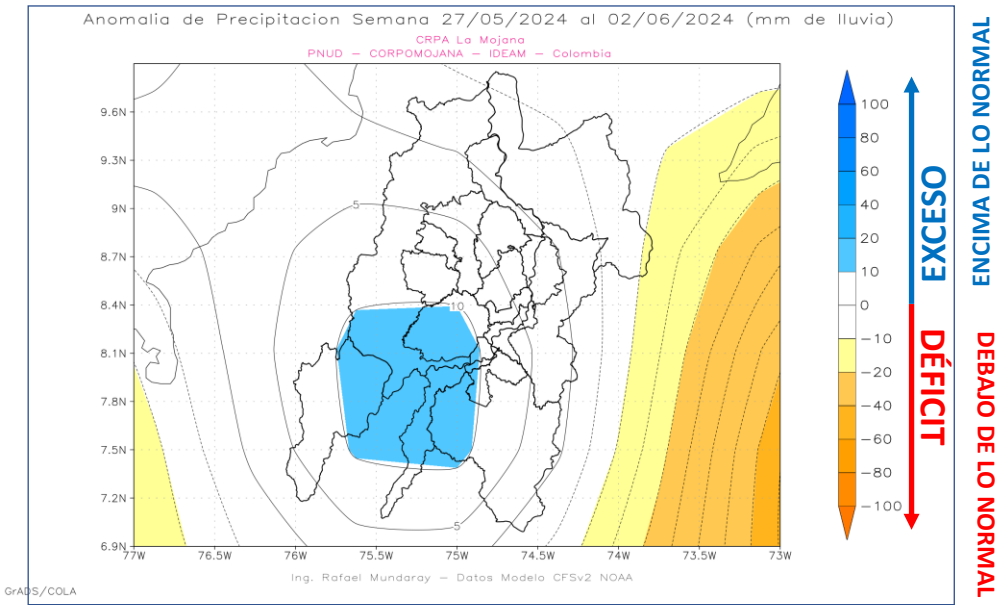 Anomalia de Precipitacion Semana 27/05/2024 al 02/06/2024 (mm de lluvia)
CRPA La Mojana
PNUD – CORPOMOJANA – IDEAM – Colombia
9.6N
9.3N
9N
8.7N
8.4N
8.1N
7.8N
7.5N
7.2N
6.9N
5
10
5
77W
76.5W
76W
75.5W
75W
74.5W
74W
73.5W
73W
100
80
60
40
20
10
0
−10
−20
−40
−60
−80
−100
EXCESO
DÉFICIT
ENCIMA DE LO NORMAL
DEBAJO DE LO NORMAL
Ing. Rafael Mundaray – Datos Modelo CFSv2 NOAA
GrADS/COLA